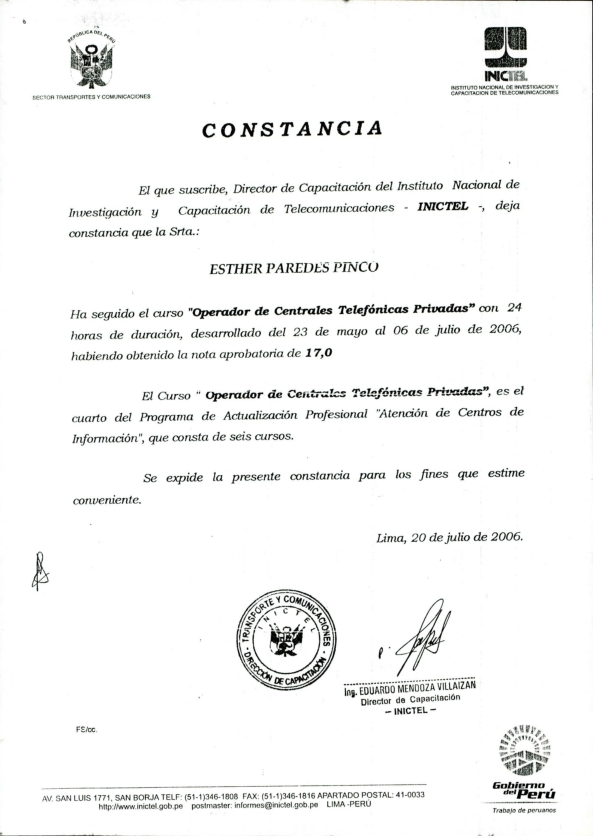 REPÚBLICA DEL PERÚ
SECTOR TRANSPORTES Y COMUNICACIONES
INICTEL
INSTITUTO NACIONAL DE INVESTIGACION Y
CAPACITACION DE TELECOMUNICACIONES
CONSTANCIA
El que suscribe, Director de Capacitación del Instituto Nacional de
Investigación y Capacitación de Telecomunicaciones - INICTEL -, deja
constancia que la Srta.:
ESTHER PAREDES PINCO
Ha seguido el curso "Operador de Centrales Telefónicas Privadas" con 24
horas de duración, desarrollado del 23 de mayo al 06 de julio de 2006,
habiendo obtenido la nota aprobatoria de 17,0
El Curso " Operador de Centrales Telefónicas Privadas", es el
cuarto del Programa de Actualización Profesional "Atención de Centros de
Información", que consta de seis cursos.
Se expide la presente constancia para los fines que estime
conveniente.
Lima, 20 de julio de 2006.
TRANSPORTE Y COMUNICACIONES
INICTEL
DIRECCIÓN DE CAPACITACIÓN
p.
Ing. EDUARDO MENDOZA VILLAIZAN
Director de Capacitación
- INICTEL -
FS/cc.
AV. SAN LUIS 1771, SAN BORJA TELF: (51-1)346-1808 FAX: (51-1)346-1816 APARTADO POSTAL: 41-0033
http://www.inictel.gob.pe postmaster: informes@inictel.gob.pe LIMA -PERÚ
Gobierno
del Perú
Trabajo de peruanos